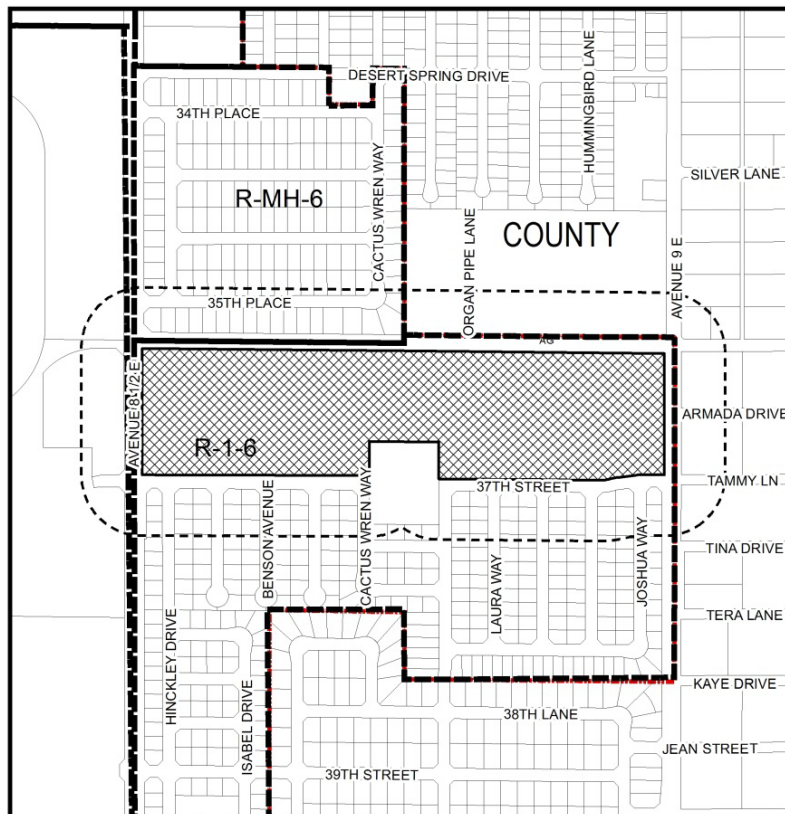 DESERT SPRING DRIVE
HUMMINGBIRD LANE
34TH PLACE
SILVER LANE
R-MH-6
CACTUS WREN WAY
COUNTY
ORGAN PIPE LANE
AVENUE 9 E
35TH PLACE
AG
AVENUE 8 1/2 E
ARMADA DRIVE
R-1-6
TAMMY LN
37TH STREET
BENSON AVENUE
CACTUS WREN WAY
TINA DRIVE
LAURA WAY
JOSHUA WAY
TERA LANE
HINCKLEY DRIVE
KAYE DRIVE
ISABEL DRIVE
38TH LANE
JEAN STREET
39TH STREET